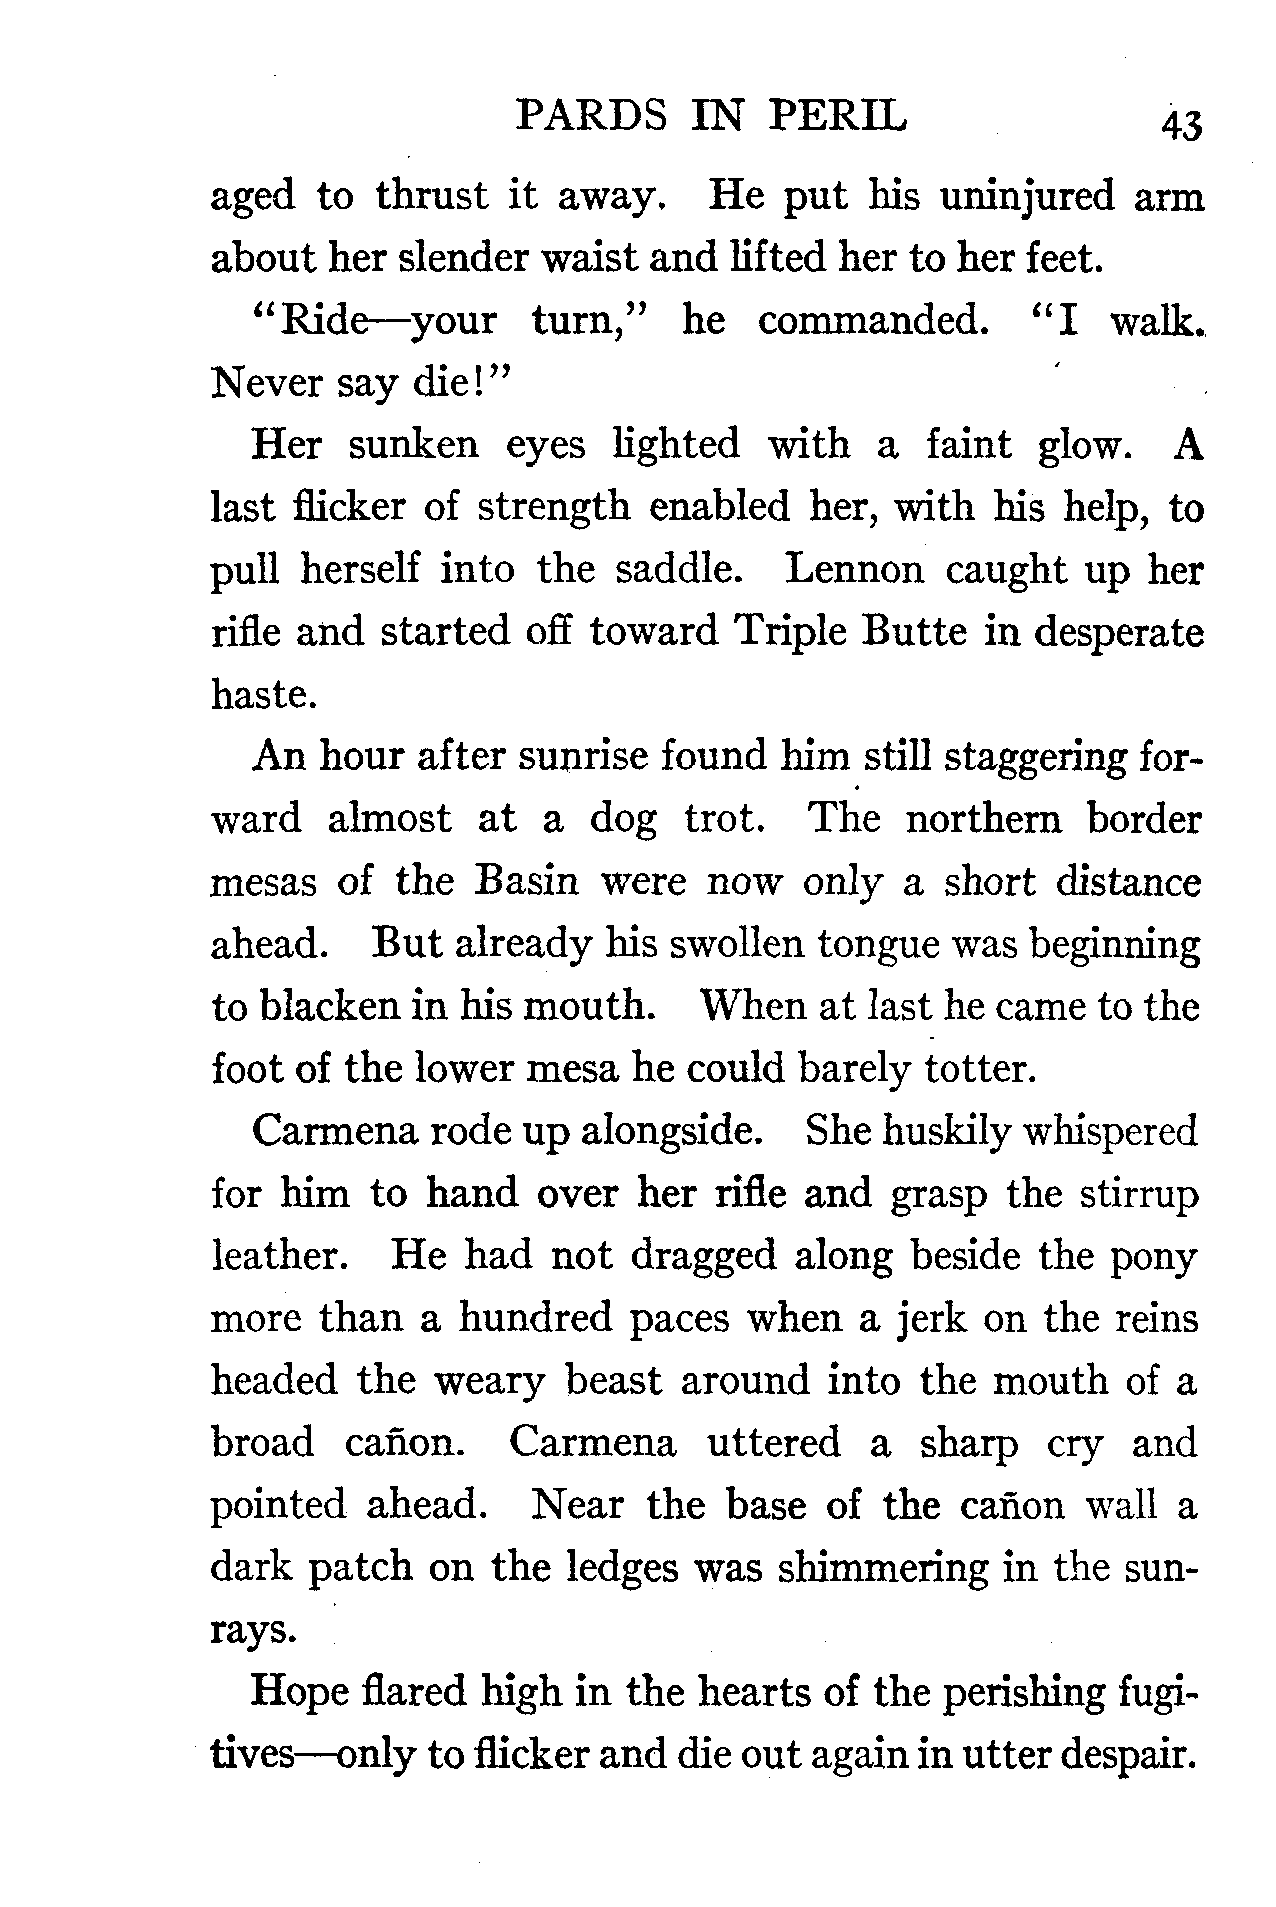 PARDS IN PERIL 43
aged to thrust it away. He put his uninjured arm
about her slender waist and lifted her to her feet.
“Ride—your turn,” he commanded. “I walk.
Never say die!”
Her sunken eyes lighted with a faint glow. A
last flicker of strength enabled her, with his help, to
pull herself into the saddle. Lennon caught up her
rifle and started off toward Triple Butte in desperate
haste.
An hour after sunrise found him still staggering for-
ward almost at a dog trot. The northern border
mesas of the Basin were now only a short distance
ahead. But already his swollen tongue was beginning
to blacken in his mouth. When at last he came to the
foot of the lower mesa he could barely totter.
Carmena rode up alongside. She huskily whispered
for him to hand over her rifle and grasp the stirrup
leather. He had not dragged along beside the pony
more than a hundred paces when a jerk on the reins
headed the weary beast around into the mouth of a
broad cañon. Carmena uttered a sharp cry and
pointed ahead. Near the base of the cañon wall a
dark patch on the ledges was shimmering in the sun-
rays.
Hope flared high in the hearts of the perishing fugi-
tives—only to flicker and die out again in utter despair.